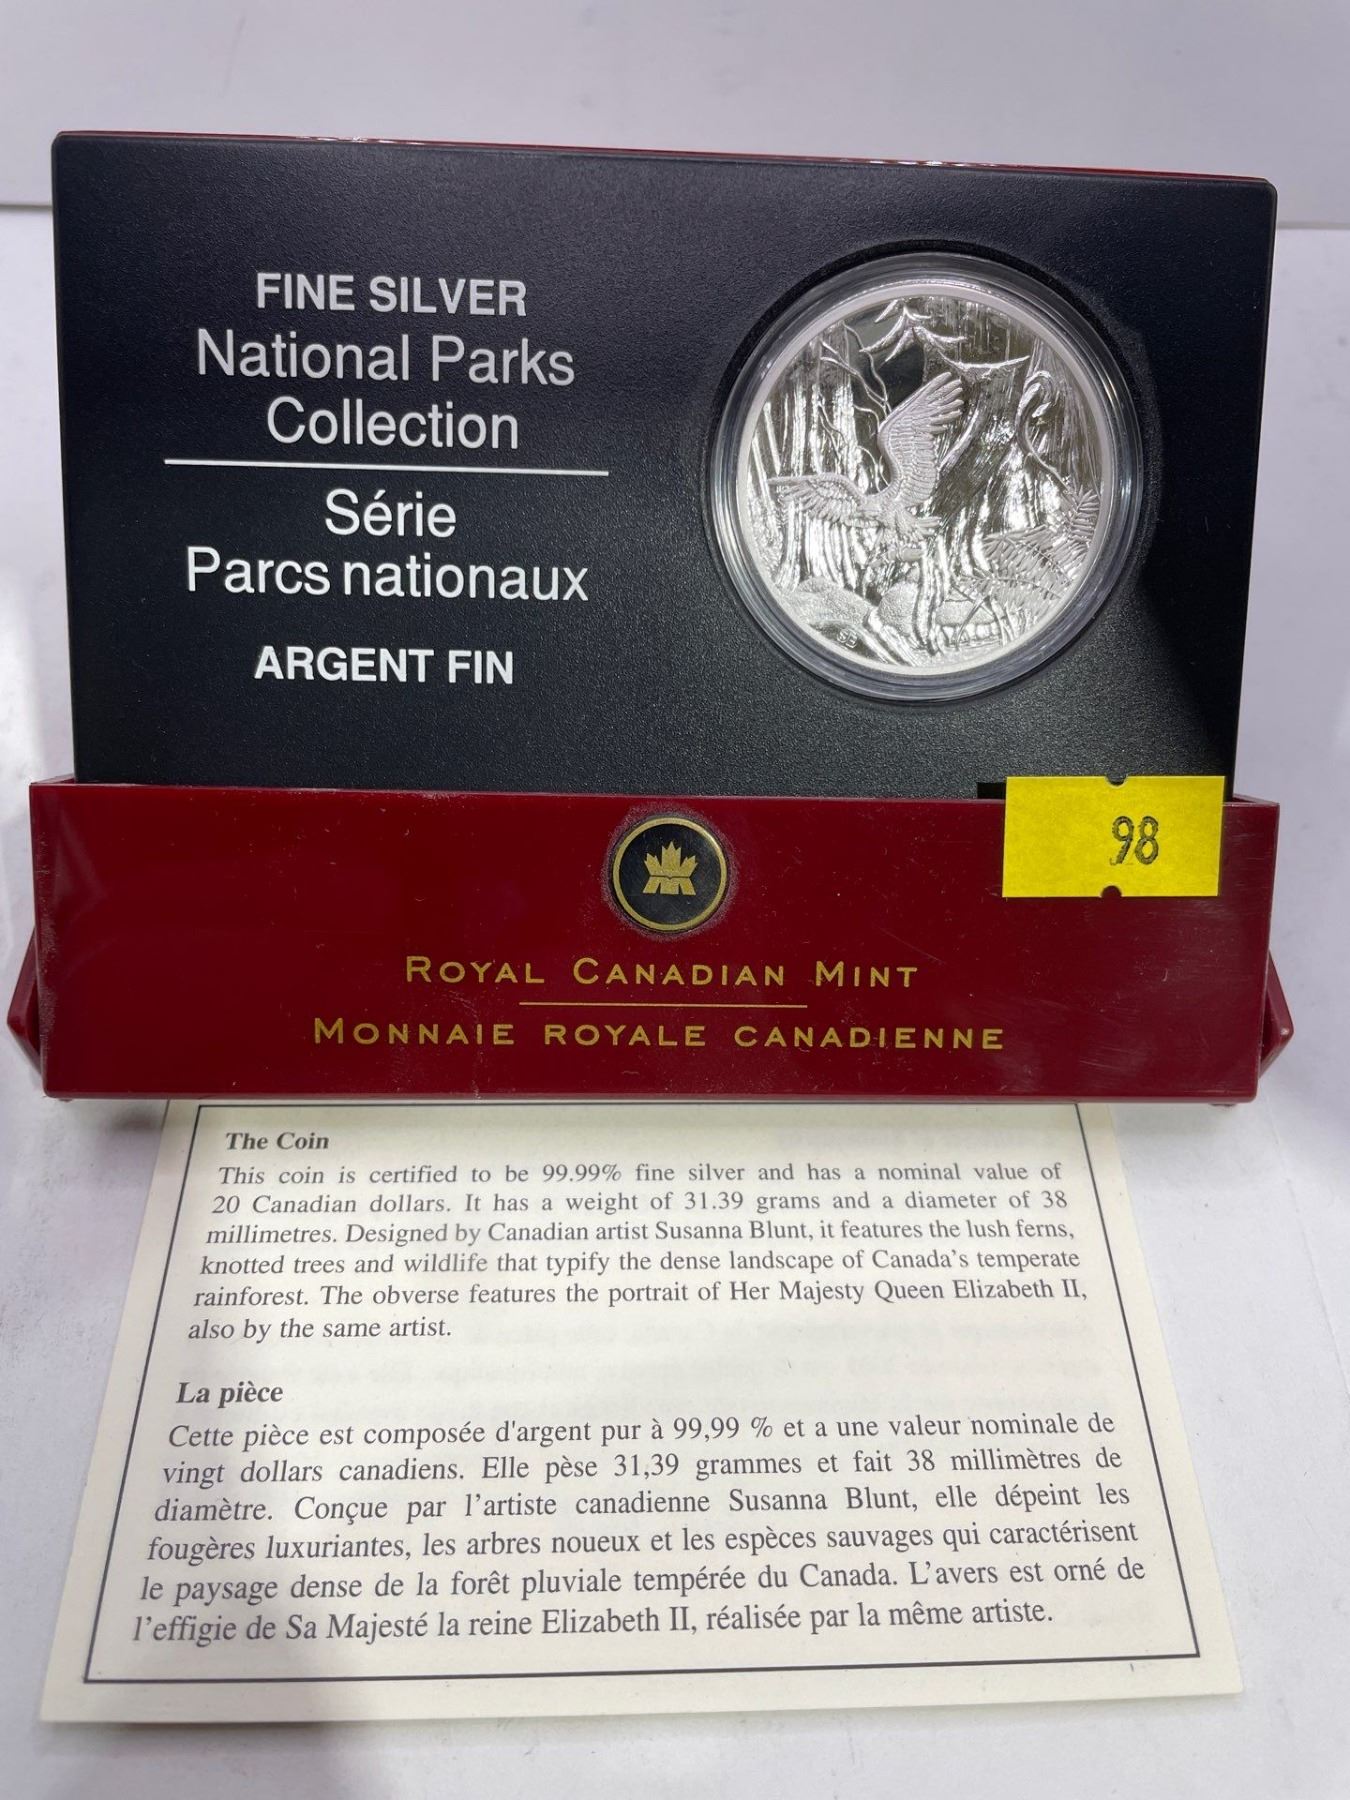 FINE SILVER
National Parks
Collection
Série
Parcs nationaux
ARGENT FIN
SB
98
ROYAL CANADIAN MINT
MONNAIE ROYALE CANADIENNE
The Coin
This coin is certified to be 99.99% fine silver and has a nominal value of
20 Canadian dollars. It has a weight of 31.39 grams and a diameter of 38
millimetres. Designed by Canadian artist Susanna Blunt, it features the lush ferns,
knotted trees and wildlife that typify the dense landscape of Canada's temperate
rainforest. The obverse features the portrait of Her Majesty Queen Elizabeth II,
also by the same artist.
La pièce
Cette pièce est composée d'argent pur à 99,99 % et a une valeur nominale de
vingt dollars canadiens. Elle pèse 31,39 grammes et fait 38 millimètres de
diamètre. Conçue par l'artiste canadienne Susanna Blunt, elle dépeint les
fougères luxuriantes, les arbres noueux et les espèces sauvages qui caractérisent
le paysage dense de la forêt pluviale tempérée du Canada. L'avers est orné de
l'effigie de Sa Majesté la reine Elizabeth II, réalisée par la même artiste.